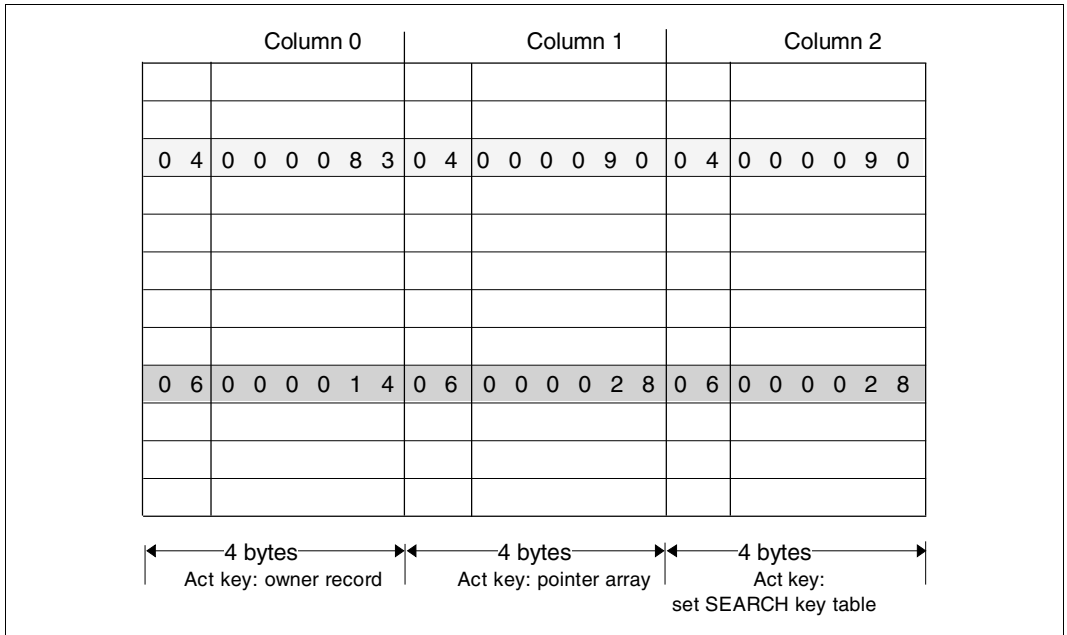 Column 0 Column 1 Column 2
0 4 0 0 0 0 8 3 0 4 0 0 0 0 9 0 0 4 0 0 0 0 9 0
0 6 0 0 0 0 1 4 0 6 0 0 0 0 2 8 0 6 0 0 0 0 2 8
4 bytes 4 bytes 4 bytes
Act key: owner record Act key: pointer array Act key:
set SEARCH key table